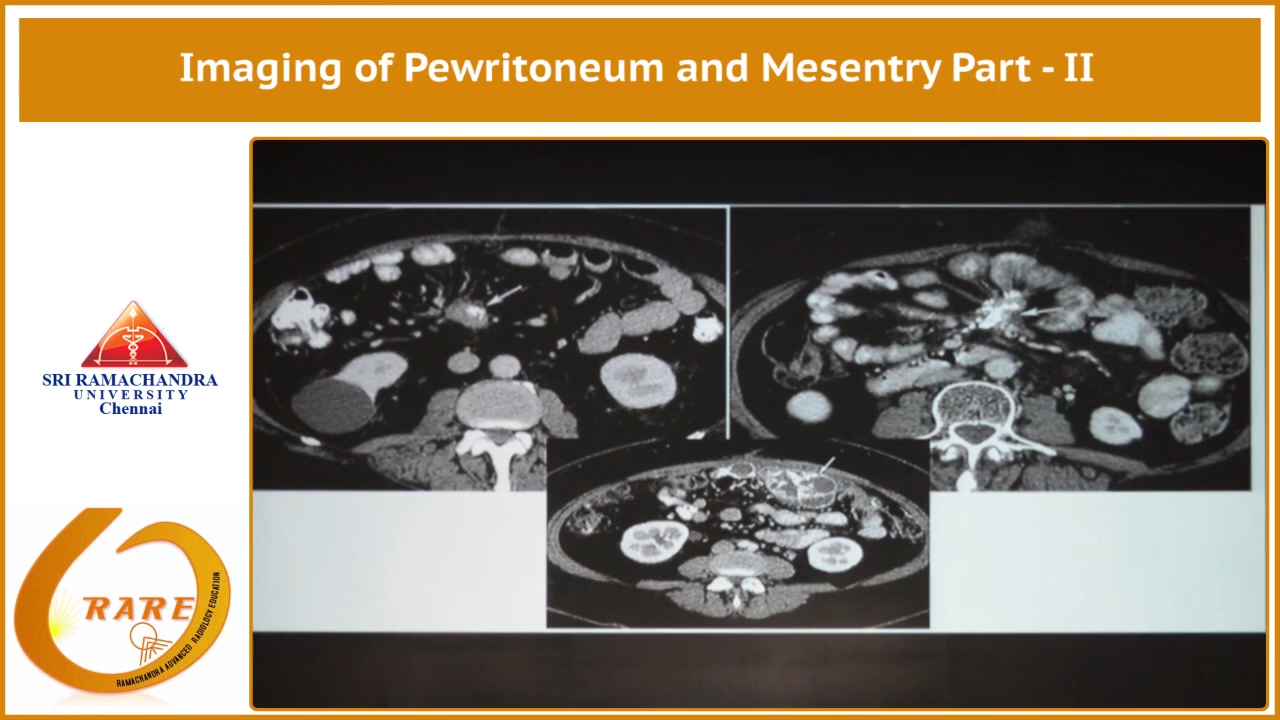 Imaging of Pewritoneum and Mesentry Part - II
SRI RAMACHANDRA
UNIVERSITY
Chennai
RARE
RAMACHANDRA ADVANCED RADIOLOGY EDUCATION